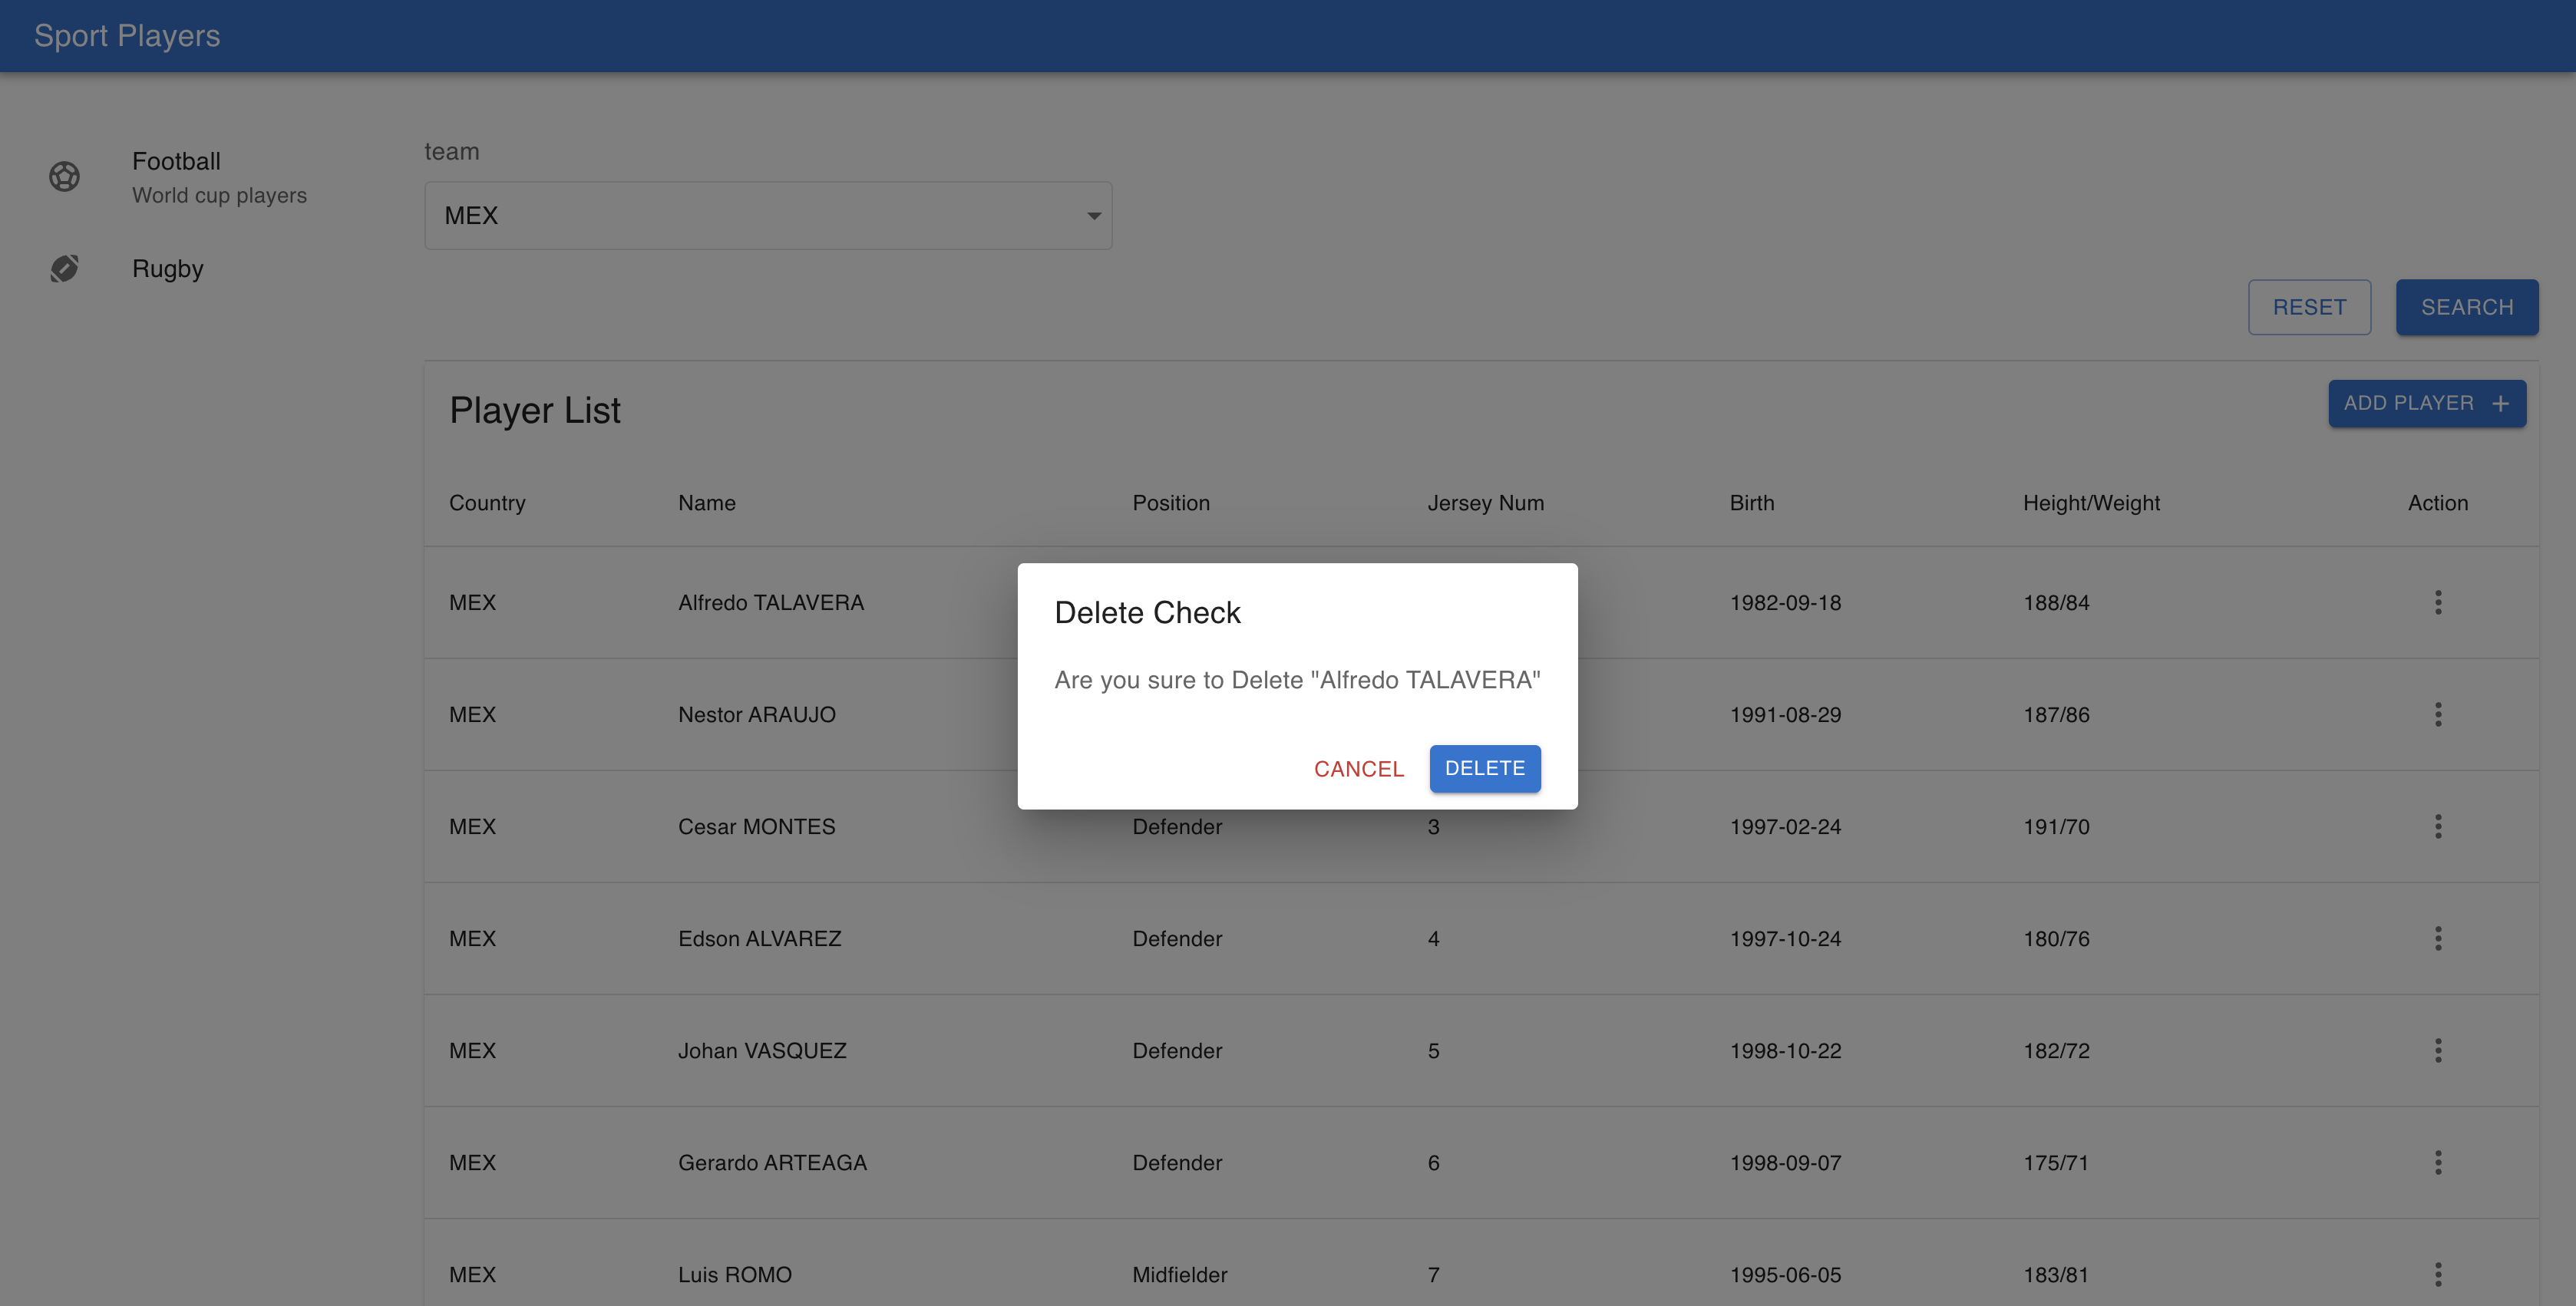 Sport Players
Football
World cup players
Rugby
team
MEX
RESET
SEARCH
Player List
ADD PLAYER +
Country Name Position Jersey Num Birth Height/Weight Action
MEX Alfredo TALAVERA 1982-09-18 188/84
MEX Nestor ARAUJO 1991-08-29 187/86
Delete Check
Are you sure to Delete "Alfredo TALAVERA"
CANCEL DELETE
MEX Cesar MONTES Defender 3 1997-02-24 191/70
MEX Edson ALVAREZ Defender 4 1997-10-24 180/76
MEX Johan VASQUEZ Defender 5 1998-10-22 182/72
MEX Gerardo ARTEAGA Defender 6 1998-09-07 175/71
MEX Luis ROMO Midfielder 7 1995-06-05 183/81